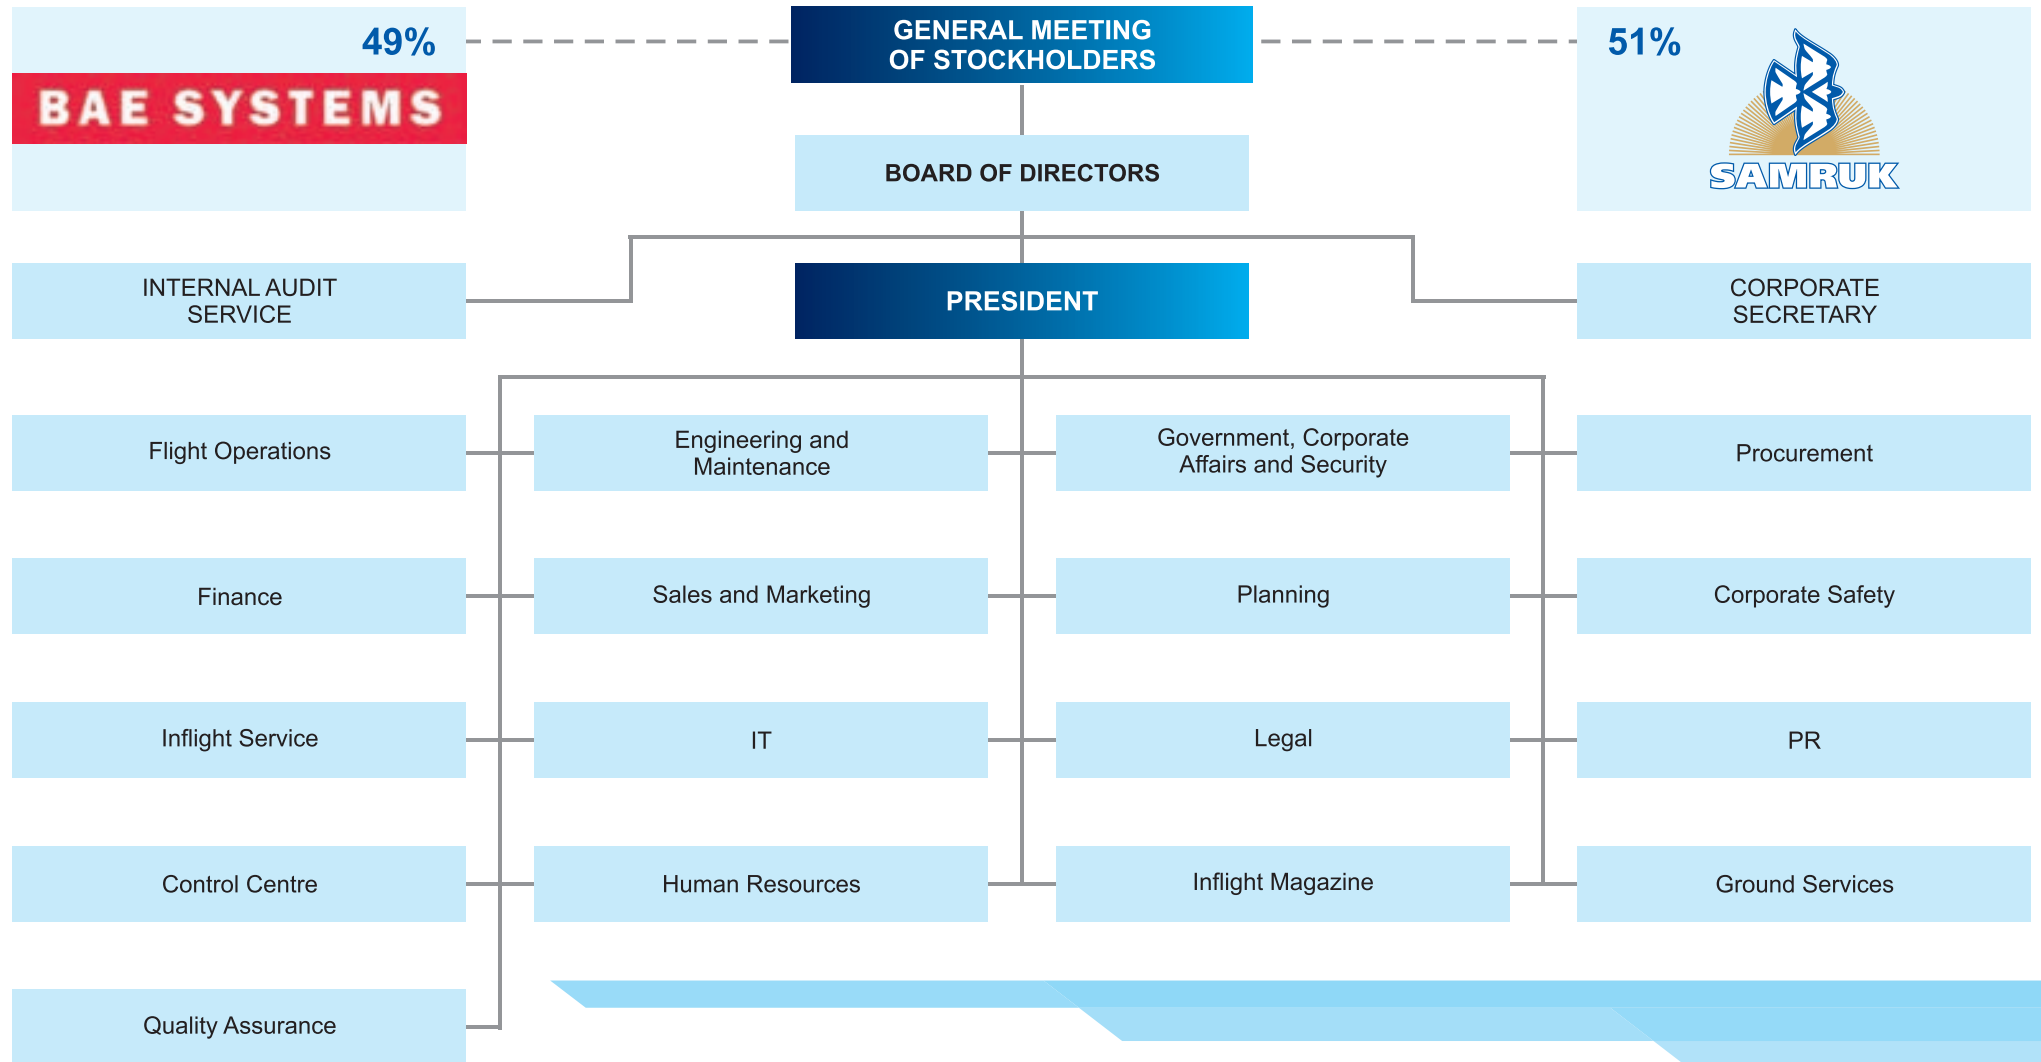 49%
BAE SYSTEMS
GENERAL MEETING
OF STOCKHOLDERS
51%
SAMRUK
BOARD OF DIRECTORS
INTERNAL AUDIT
SERVICE
PRESIDENT
CORPORATE
SECRETARY
Flight Operations
Engineering and
Maintenance
Government, Corporate
Affairs and Security
Procurement
Finance
Sales and Marketing
Planning
Corporate Safety
Inflight Service
IT
Legal
PR
Control Centre
Human Resources
Inflight Magazine
Ground Services
Quality Assurance